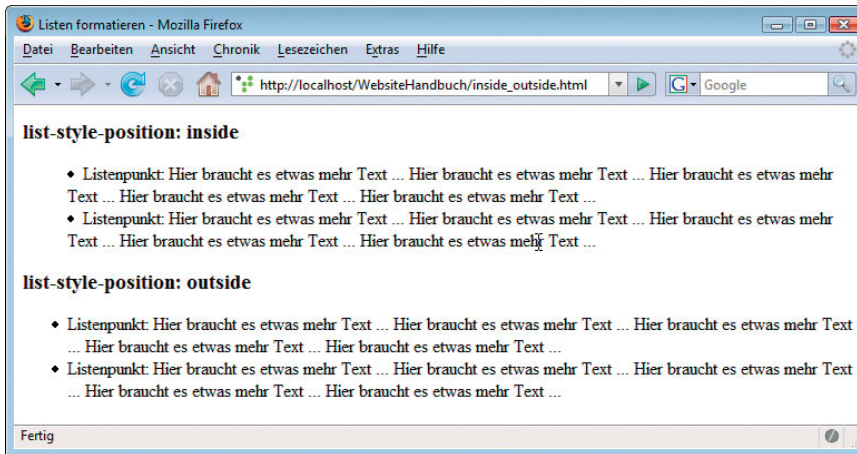 Listen formatieren - Mozilla Firefox
Datei Bearbeiten Ansicht Chronik Lesezeichen Extras Hilfe
http://localhost/WebsiteHandbuch/inside_outside.html G Google
list-style-position: inside
• Listenpunkt: Hier braucht es etwas mehr Text ... Hier braucht es etwas mehr Text ... Hier braucht es etwas mehr
Text ... Hier braucht es etwas mehr Text ... Hier braucht es etwas mehr Text ...
• Listenpunkt: Hier braucht es etwas mehr Text ... Hier braucht es etwas mehr Text ... Hier braucht es etwas mehr
Text ... Hier braucht es etwas mehr Text ... Hier braucht es etwas mehr Text ...
list-style-position: outside
• Listenpunkt: Hier braucht es etwas mehr Text ... Hier braucht es etwas mehr Text ... Hier braucht es etwas mehr Text
... Hier braucht es etwas mehr Text ... Hier braucht es etwas mehr Text ...
• Listenpunkt: Hier braucht es etwas mehr Text ... Hier braucht es etwas mehr Text ... Hier braucht es etwas mehr Text
... Hier braucht es etwas mehr Text ... Hier braucht es etwas mehr Text ...
Fertig